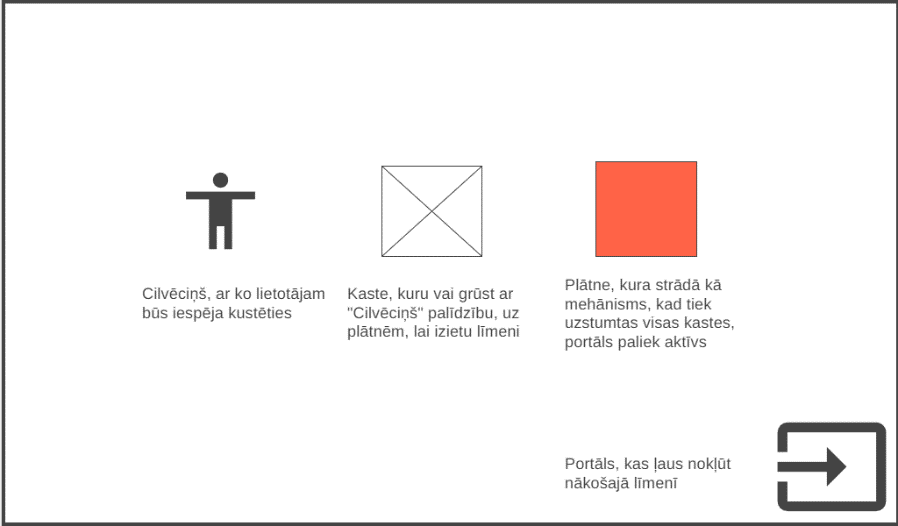 Cilvēciņš, ar ko lietotājam
būs iespēja kustēties
Kaste, kuru vai grūst ar
"Cilvēciņš" palīdzību, uz
plātnēm, lai izietu līmeni
Plātne, kura strādā kā
mehānisms, kad tiek
uzstumtas visas kastes,
portāls paliek aktīvs
Portāls, kas ļaus nokļūt
nākošajā līmenī